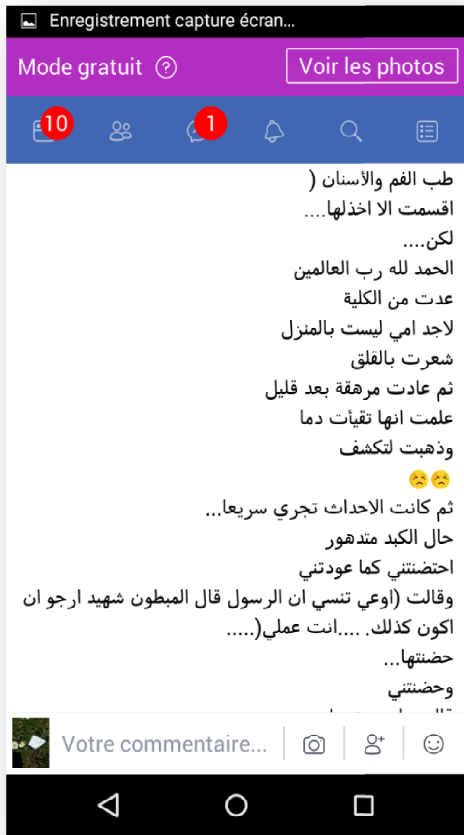 Enregistrement capture écran...
Mode gratuit ?
Voir les photos
10
1
طب الفم والأسنان (
اقسمت الا اخذلها....
لكن....
الحمد لله رب العالمين
عدت من الكلية
لاجد امي ليست بالمنزل
شعرت بالقلق
ثم عادت مرهقة بعد قليل
علمت انها تقيأت دما
وذهبت لتكشف
😣😣
ثم كانت الاحداث تجري سريعا...
حال الكبد متدهور
احتضنتني كما عودتني
وقالت (اوعي تنسي ان الرسول قال المبطون شهيد ارجو ان
اكون كذلك. ....انت عملي(.....
حضنتها...
وحضنتني
Votre commentaire...